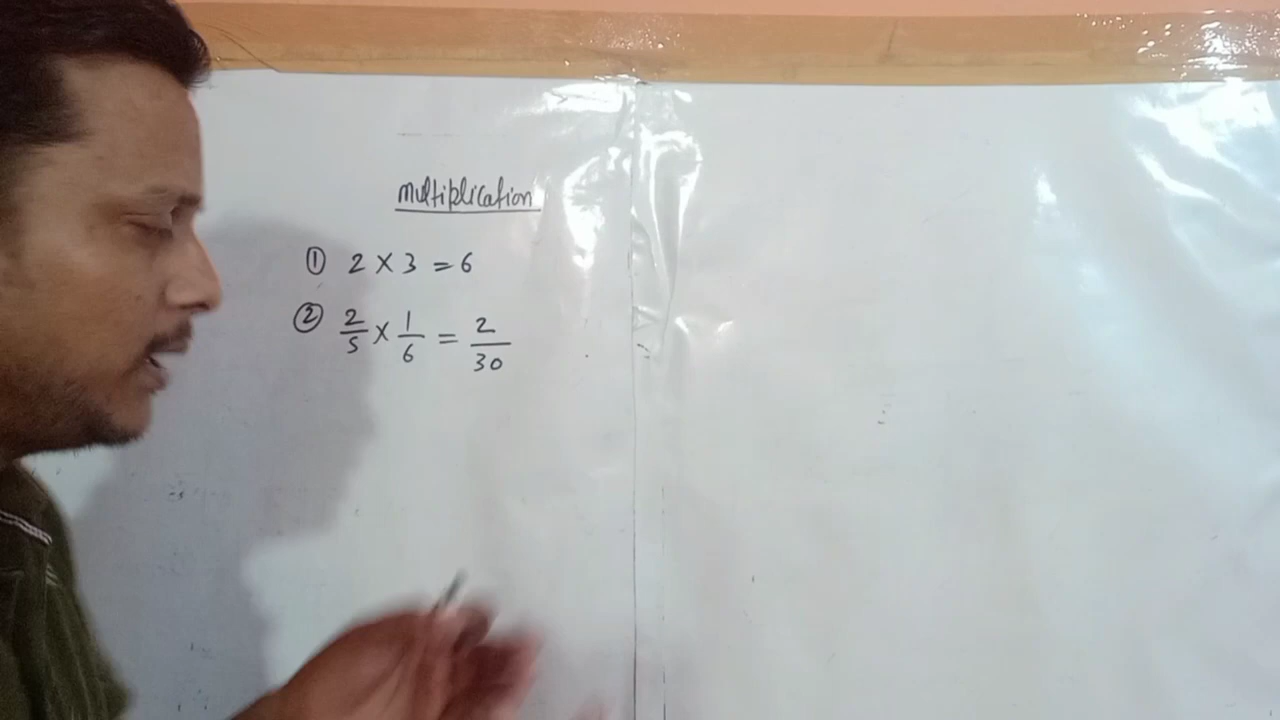 multiplication
① 2 × 3 = 6
② 2/5 × 1/6 = 2/30